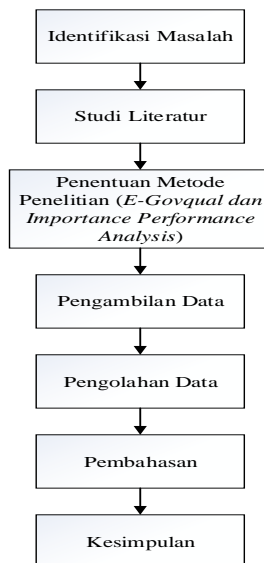 Identifikasi Masalah
Studi Literatur
Penentuan Metode
Penelitian (E-Govqual dan
Importance Performance
Analysis)
Pengambilan Data
Pengolahan Data
Pembahasan
Kesimpulan